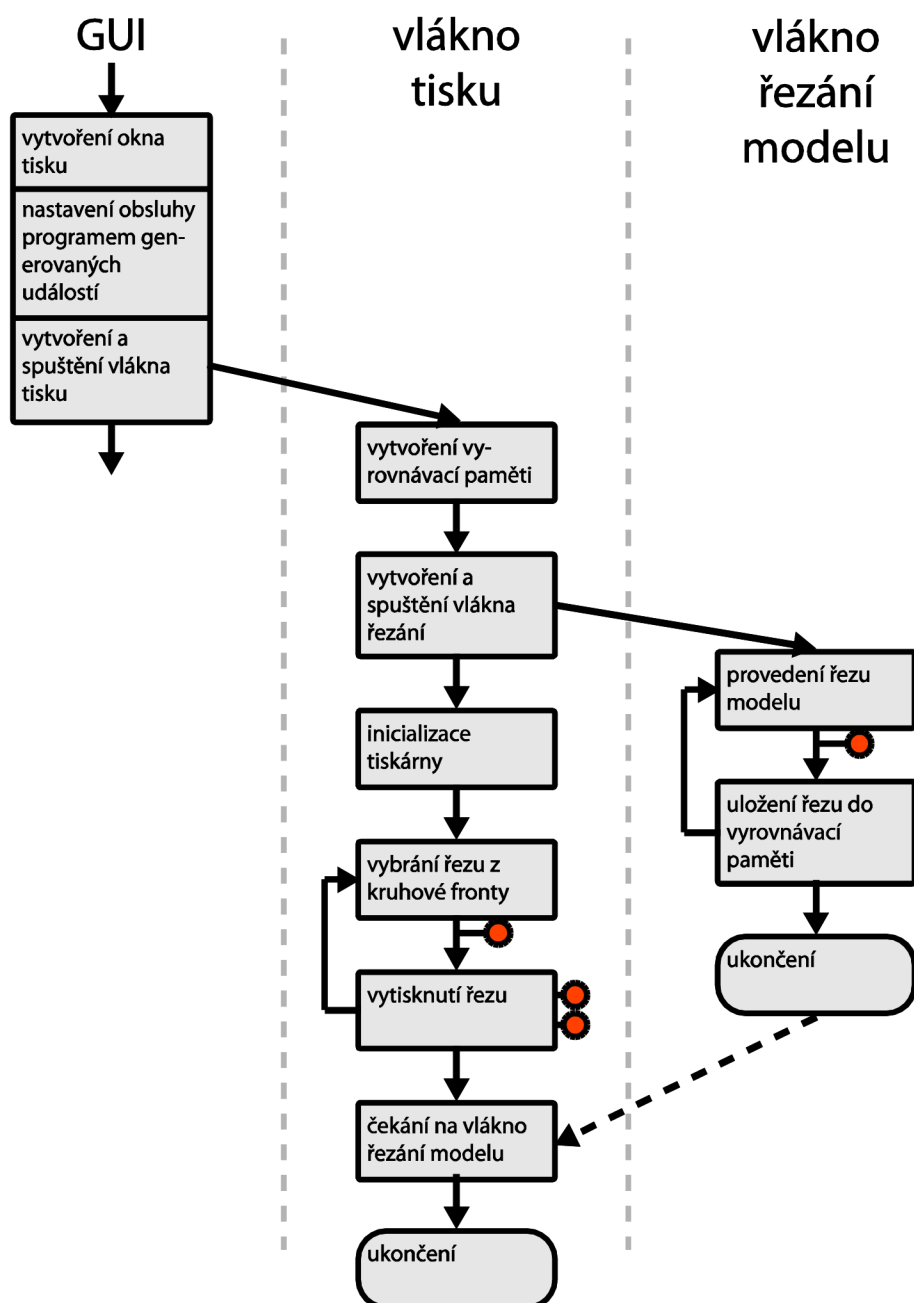 GUI
vlákno
tisku
vlákno
řezání
modelu
vytvoření okna
tisku
nastavení obsluhy
programem gen-
erovaných
událostí
vytvoření a
spuštění vlákna
tisku
vytvoření vy-
rovnávací paměti
vytvoření a
spuštění vlákna
řezání
inicializace
tiskárny
vybrání řezu z
kruhové fronty
vytisknutí řezu
čekání na vlákno
řezání modelu
ukončení
provedení řezu
modelu
uložení řezu do
vyrovnávací
paměti
ukončení